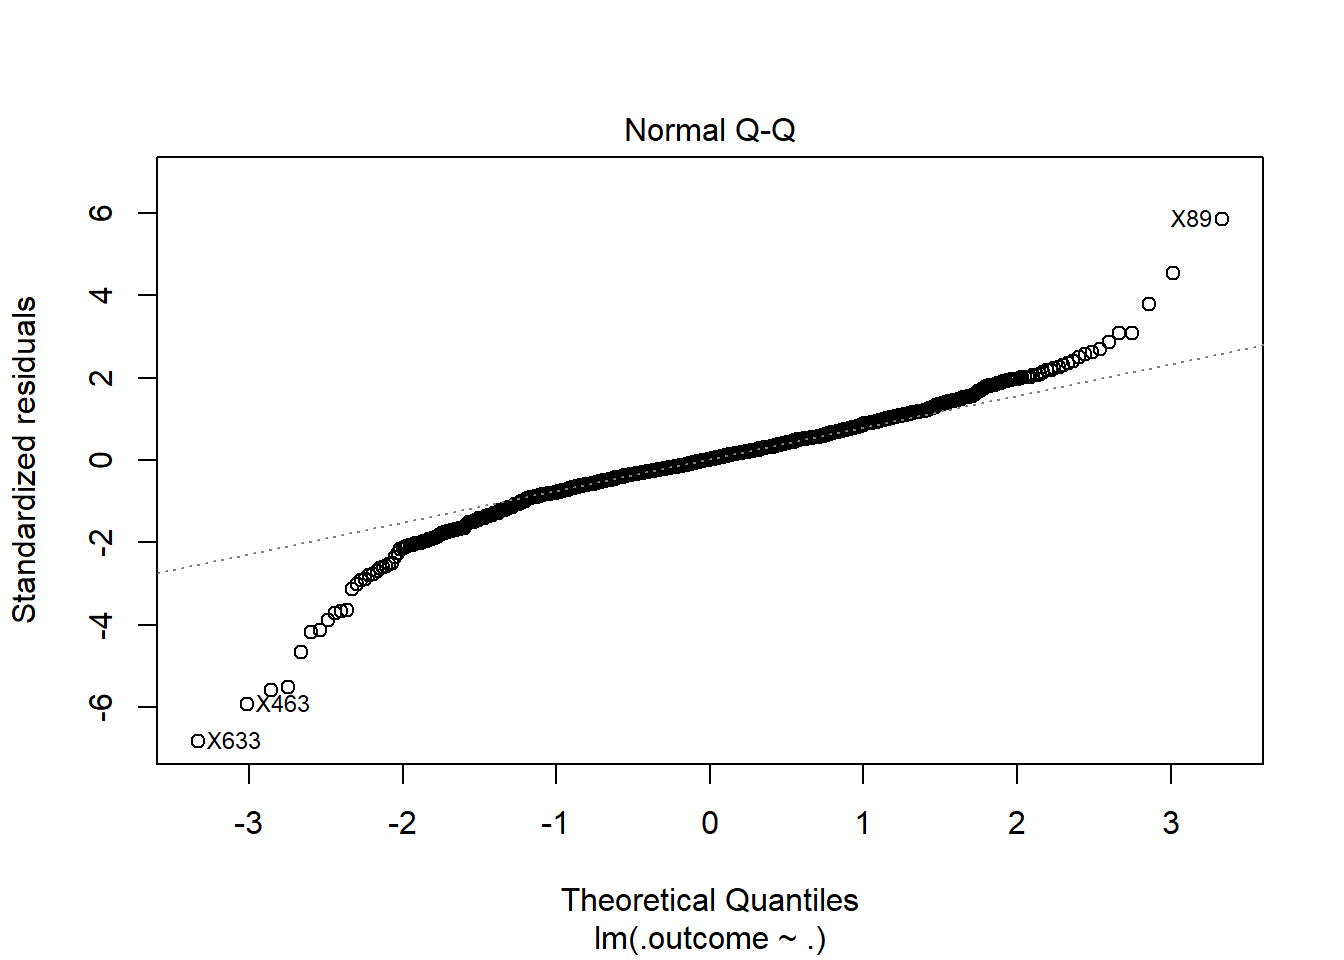 Normal Q-Q
Standardized residuals
6
4
2
0
-2
-4
-6
X89
X463
X633
-3 -2 -1 0 1 2 3
Theoretical Quantiles
lm(.outcome ~ .)